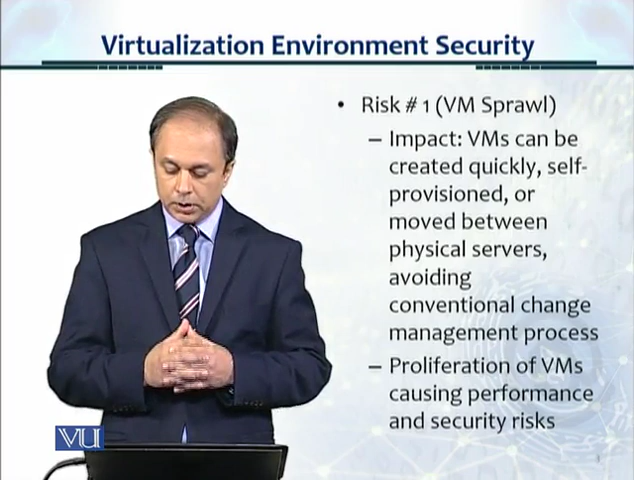 Virtualization Environment Security
• Risk # 1 (VM Sprawl)
– Impact: VMs can be
created quickly, self-
provisioned, or
moved between
physical servers,
avoiding
conventional change
management process
– Proliferation of VMs
causing performance
and security risks
VU